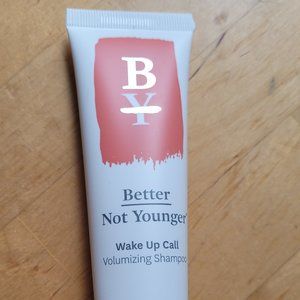 B
Y
Better
Not Younger
Wake Up Call
Volumizing Shampoo